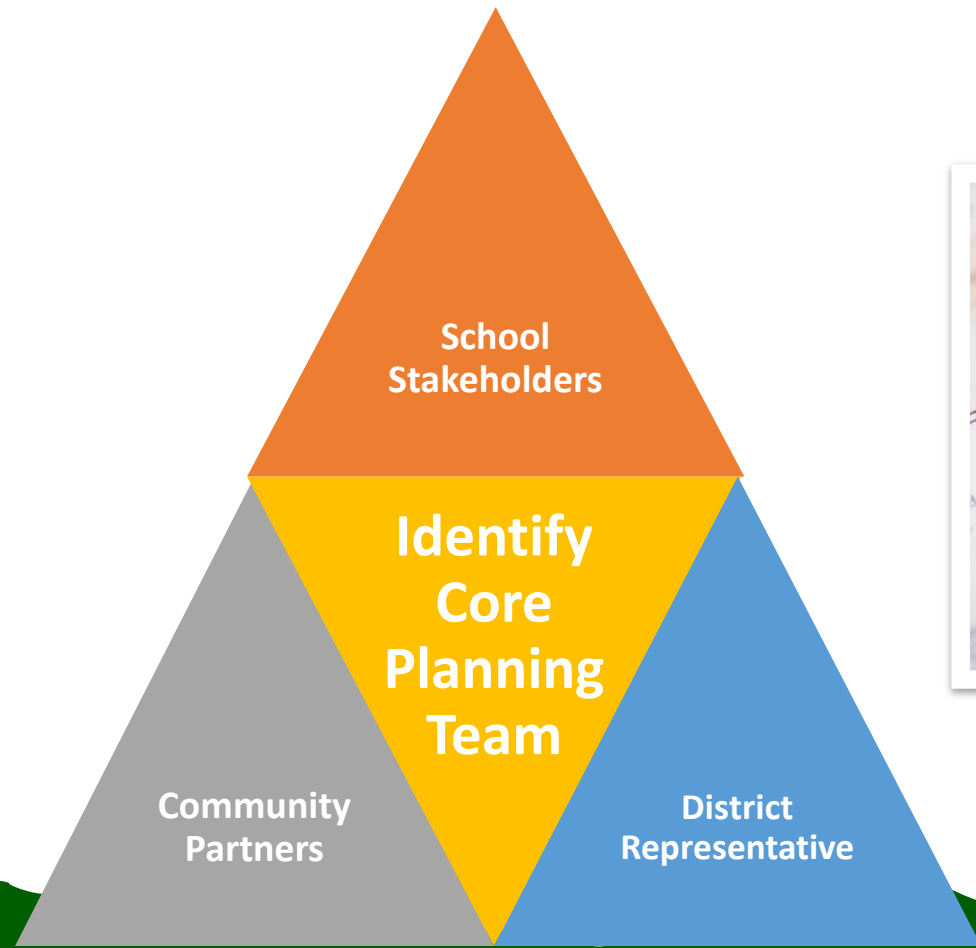 School
Stakeholders
Identify
Core
Planning
Team
Community
Partners
District
Representative